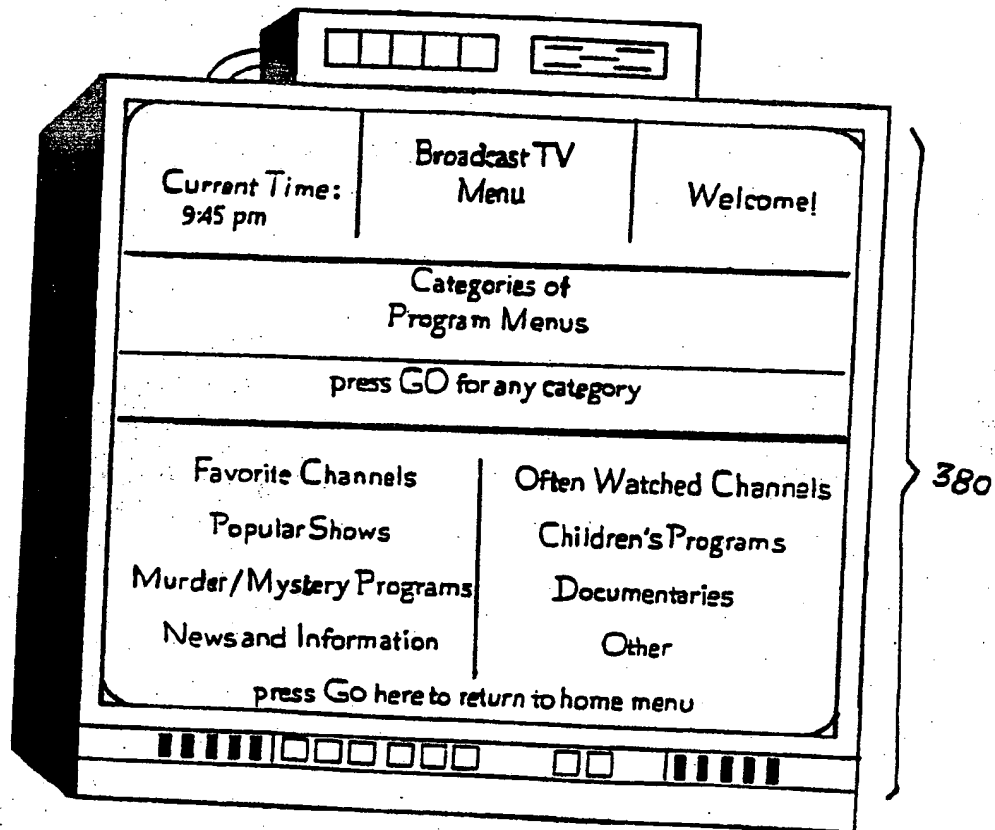 Current Time:
9:45 pm
Broadcast TV
Menu
Welcome!
Categories of
Program Menus
press GO for any category
Favorite Channels
Popular Shows
Murder/Mystery Programs
News and Information
Often Watched Channels
Children's Programs
Documentaries
Other
press Go here to return to home menu
380